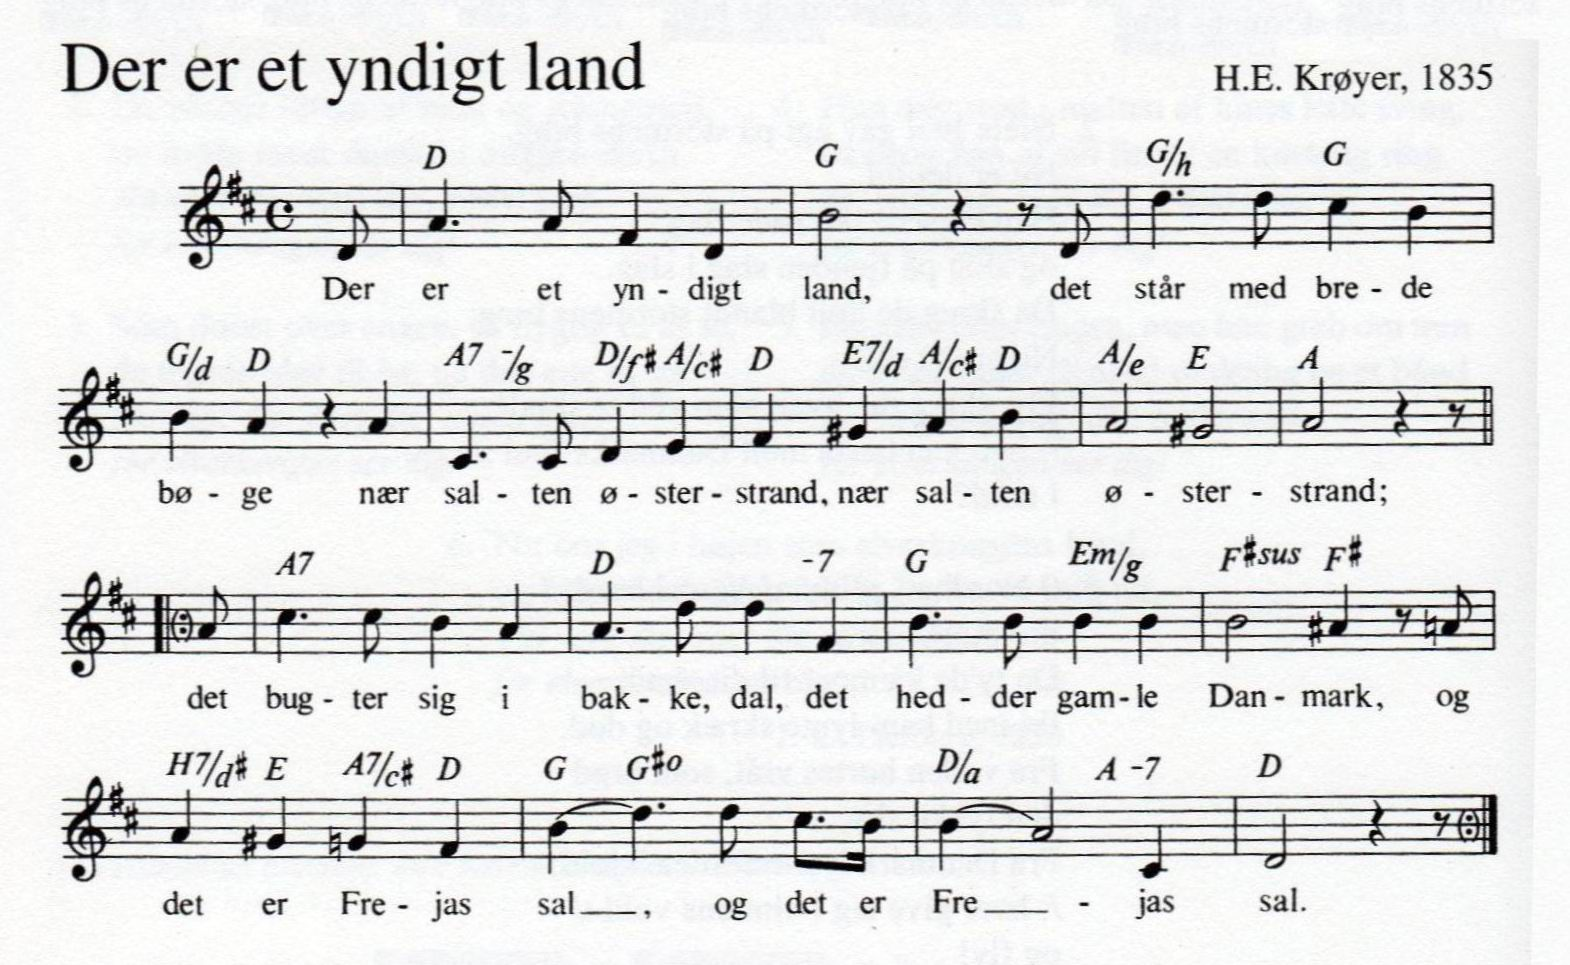 Der er et yndigt land
H.E. Krøyer, 1835
D G G/h G
Der er et yn - digt land, det står med bre - de
G/d D A7 -/g D/f# A/c# D E7/d A/c# D A/e E A
bø - ge nær sal - ten ø - ster - strand, nær sal - ten ø - ster - strand;
A7 D -7 G Em/g F#sus F#
det bug - ter sig i bak - ke, dal, det hed - der gam - le Dan - mark, og
H7/d# E A7/c# D G G#o D/a A -7 D
det er Fre - jas sal___, og det er Fre___ - jas sal.